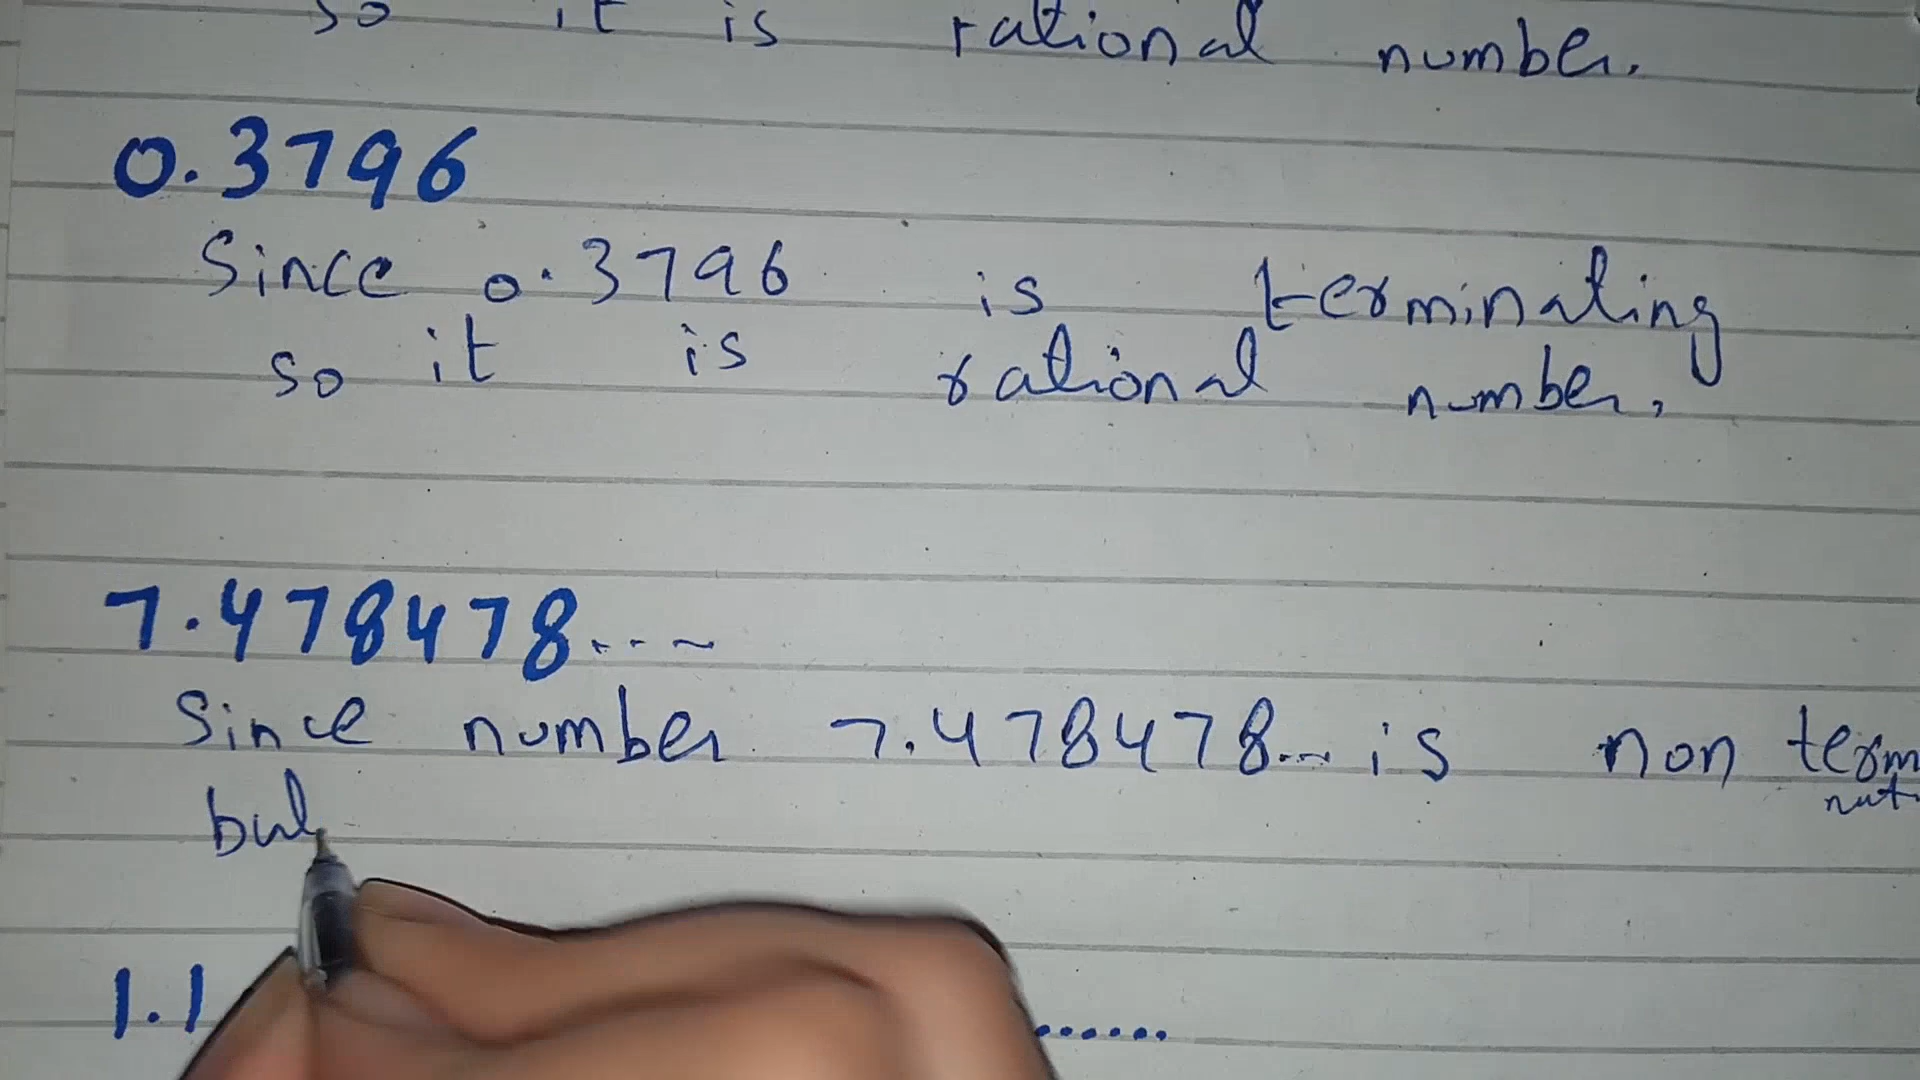 so it is rational number.
0.3796
Since 0.3796 is terminating
so it is rational number.
7.478478...
Since number 7.478478... is non term
but
1.1 ......